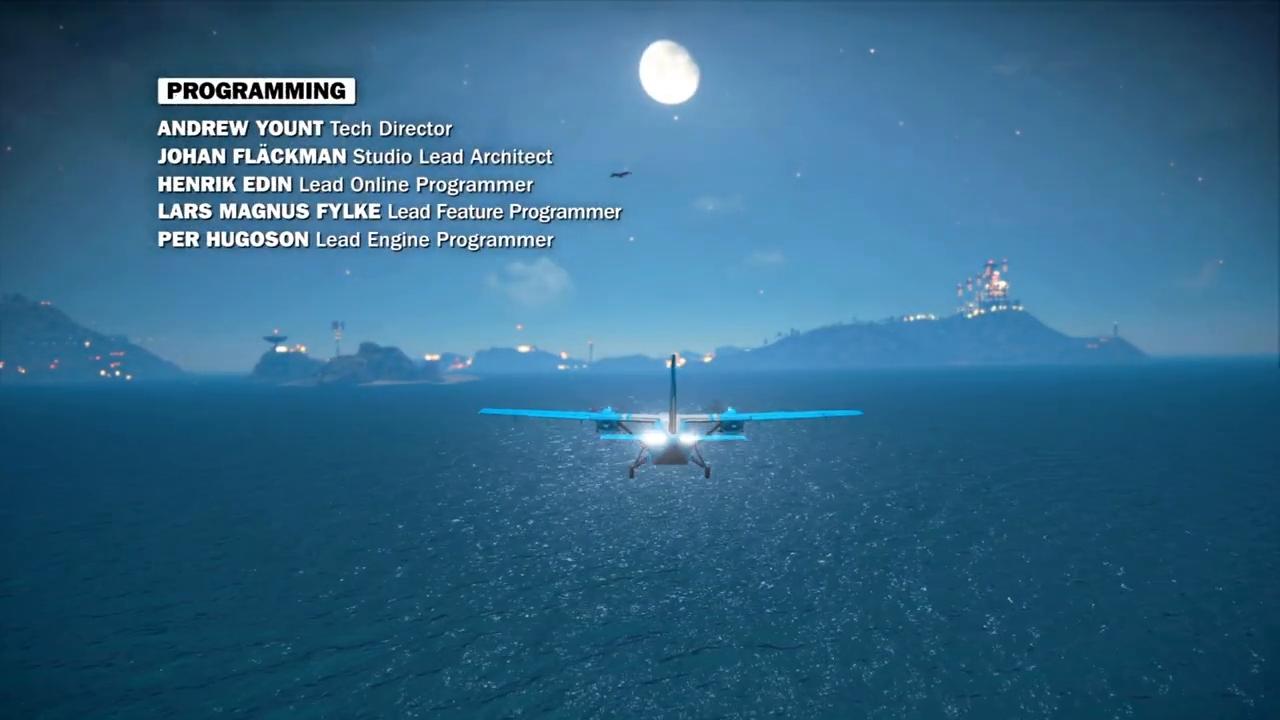 PROGRAMMING
ANDREW YOUNT Tech Director
JOHAN FLÄCKMAN Studio Lead Architect
HENRIK EDIN Lead Online Programmer
LARS MAGNUS FYLKE Lead Feature Programmer
PER HUGOSON Lead Engine Programmer